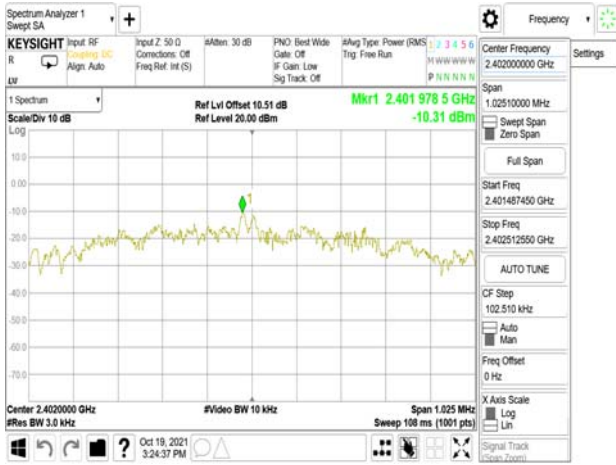 Spectrum Analyzer 1
Swept SA
+
Frequency
KEYSIGHT
R
Input: RF
Coupling: DC
Align: Auto
Input Z: 50 Ω
Corrections: Off
Freq Ref: Int (S)
#Atten: 30 dB
PNO: Best Wide
Gate: Off
IF Gain: Low
Sig Track: Off
#Avg Type: Power (RMS
Trig: Free Run
1 2 3 4 5 6
M W W W W W
P N N N N N
LXI
1 Spectrum
Scale/Div 10 dB
Ref Lvl Offset 10.51 dB
Ref Level 20.00 dBm
Mkr1 2.401 978 5 GHz
-10.31 dBm
Log
10.0
0.00
-10.0
-20.0
-30.0
-40.0
-50.0
-60.0
-70.0
1
Center 2.4020000 GHz
#Res BW 3.0 kHz
#Video BW 10 kHz
Span 1.025 MHz
Sweep 108 ms (1001 pts)
?
Oct 19, 2021
3:24:37 PM
Center Frequency
2.402000000 GHz
Settings
Span
1.02510000 MHz
Swept Span
Zero Span
Full Span
Start Freq
2.401487450 GHz
Stop Freq
2.402512550 GHz
AUTO TUNE
CF Step
102.510 kHz
Auto
Man
Freq Offset
0 Hz
X Axis Scale
Log
Lin
Signal Track
(Span Zoom)